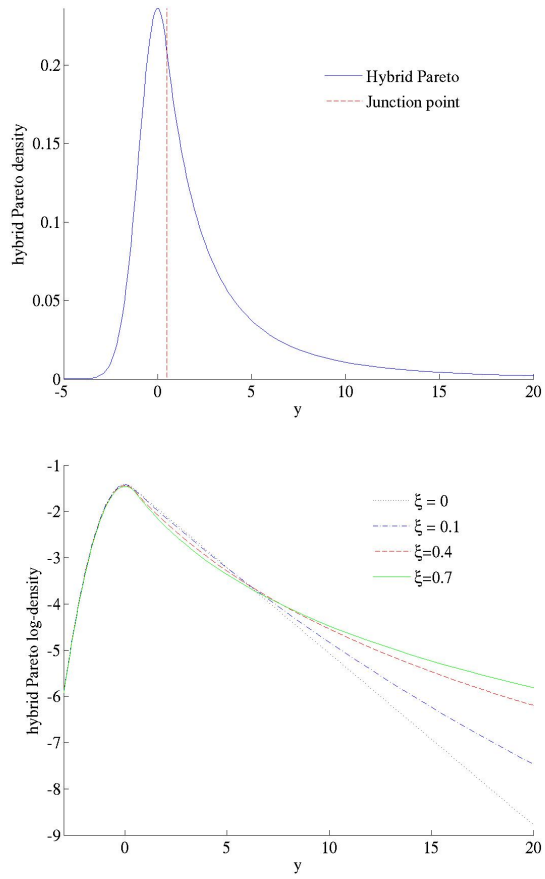 0.2
0.15
0.1
0.05
0
-5
0
5
10
15
20
y
hybrid Pareto density
Hybrid Pareto
Junction point
-1
-2
-3
-4
-5
-6
-7
-8
-9
0
5
10
15
20
y
hybrid Pareto log-density
ξ = 0
ξ = 0.1
ξ=0.4
ξ=0.7